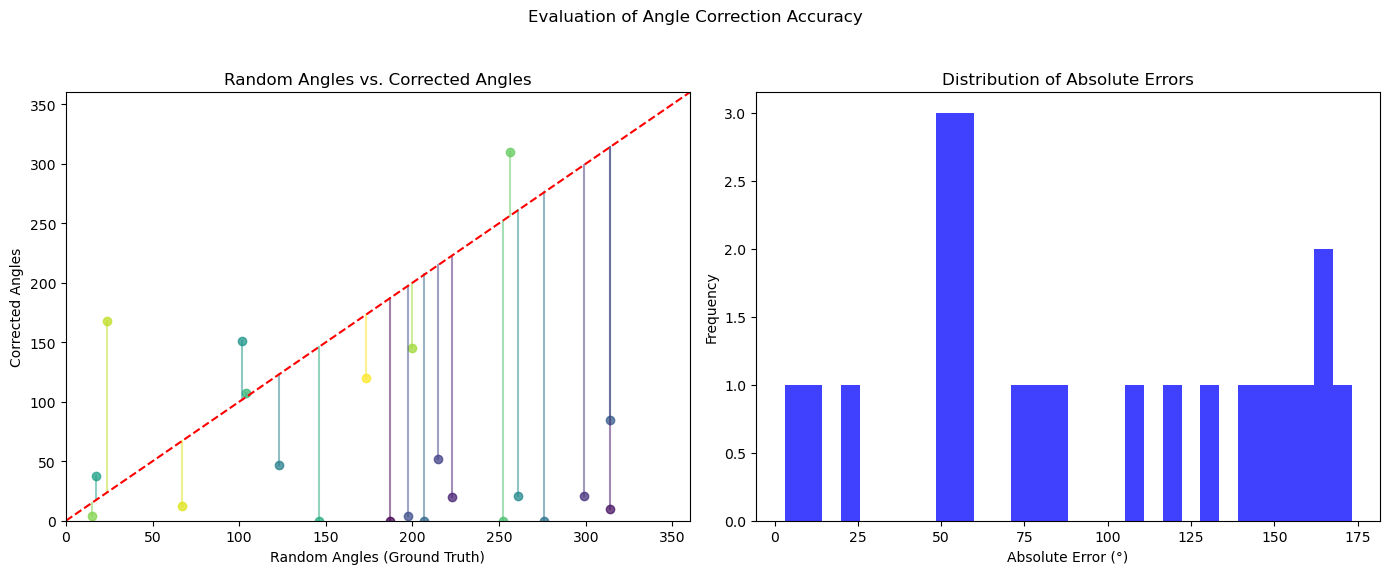 Evaluation of Angle Correction Accuracy
Random Angles vs. Corrected Angles
Corrected Angles
350
300
250
200
150
100
50
0
0 50 100 150 200 250 300 350
Random Angles (Ground Truth)
Distribution of Absolute Errors
Frequency
3.0
2.5
2.0
1.5
1.0
0.5
0.0
0 25 50 75 100 125 150 175
Absolute Error (°)